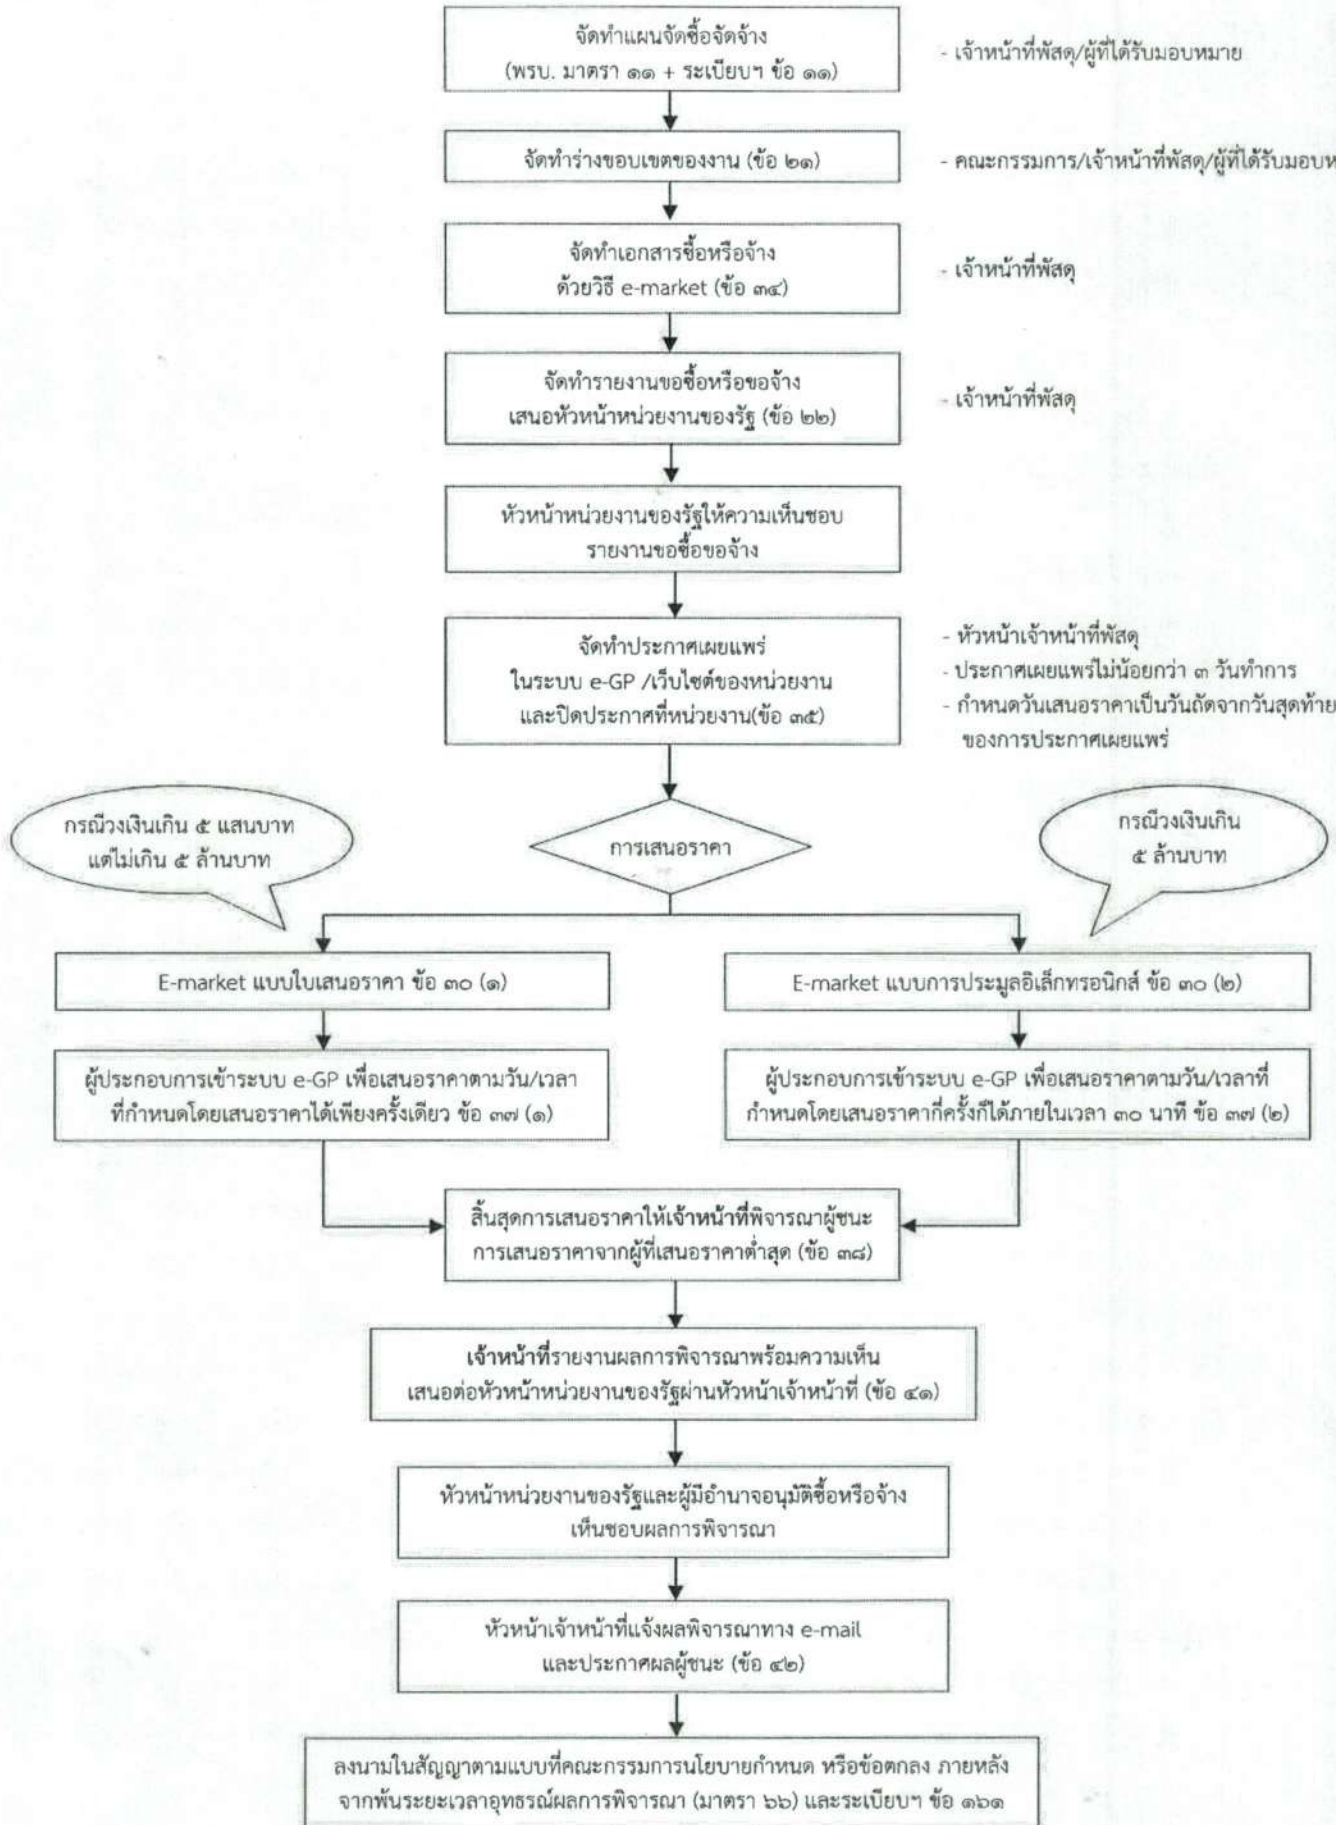 จัดทำแผนจัดซื้อจัดจ้าง
(พรบ. มาตรา ๑๑ + ระเบียบฯ ข้อ ๑๑)
- เจ้าหน้าที่พัสดุ/ผู้ที่ได้รับมอบหมาย
จัดทำร่างขอบเขตของงาน (ข้อ ๒๑)
- คณะกรรมการ/เจ้าหน้าที่พัสดุ/ผู้ที่ได้รับมอบห
จัดทำเอกสารซื้อหรือจ้าง
ด้วยวิธี e-market (ข้อ ๓๔)
- เจ้าหน้าที่พัสดุ
จัดทำรายงานขอซื้อหรือขอจ้าง
เสนอหัวหน้าหน่วยงานของรัฐ (ข้อ ๒๒)
- เจ้าหน้าที่พัสดุ
หัวหน้าหน่วยงานของรัฐให้ความเห็นชอบ
รายงานขอซื้อขอจ้าง
จัดทำประกาศเผยแพร่
ในระบบ e-GP /เว็บไซต์ของหน่วยงาน
และปิดประกาศที่หน่วยงาน(ข้อ ๓๕)
- หัวหน้าเจ้าหน้าที่พัสดุ
- ประกาศเผยแพร่ไม่น้อยกว่า ๓ วันทำการ
- กำหนดวันเสนอราคาเป็นวันถัดจากวันสุดท้าย
ของการประกาศเผยแพร่
กรณีวงเงินเกิน ๕ แสนบาท
แต่ไม่เกิน ๕ ล้านบาท
การเสนอราคา
กรณีวงเงินเกิน
๕ ล้านบาท
E-market แบบใบเสนอราคา ข้อ ๓๐ (๑)
E-market แบบการประมูลอิเล็กทรอนิกส์ ข้อ ๓๐ (๒)
ผู้ประกอบการเข้าระบบ e-GP เพื่อเสนอราคาตามวัน/เวลา
ที่กำหนดโดยเสนอราคาได้เพียงครั้งเดียว ข้อ ๓๗ (๑)
ผู้ประกอบการเข้าระบบ e-GP เพื่อเสนอราคาตามวัน/เวลาที่
กำหนดโดยเสนอราคากี่ครั้งก็ได้ภายในเวลา ๓๐ นาที ข้อ ๓๗ (๒)
สิ้นสุดการเสนอราคาให้เจ้าหน้าที่พิจารณาผู้ชนะ
การเสนอราคาจากผู้ที่เสนอราคาต่ำสุด (ข้อ ๓๘)
เจ้าหน้าที่รายงานผลการพิจารณาพร้อมความเห็น
เสนอต่อหัวหน้าหน่วยงานของรัฐผ่านหัวหน้าเจ้าหน้าที่ (ข้อ ๔๑)
หัวหน้าหน่วยงานของรัฐและผู้มีอำนาจอนุมัติซื้อหรือจ้าง
เห็นชอบผลการพิจารณา
หัวหน้าเจ้าหน้าที่แจ้งผลพิจารณาทาง e-mail
และประกาศผลผู้ชนะ (ข้อ ๔๒)
ลงนามในสัญญาตามแบบที่คณะกรรมการนโยบายกำหนด หรือข้อตกลง ภายหลัง
จากพ้นระยะเวลาอุทธรณ์ผลการพิจารณา (มาตรา ๖๖) และระเบียบฯ ข้อ ๑๖๑